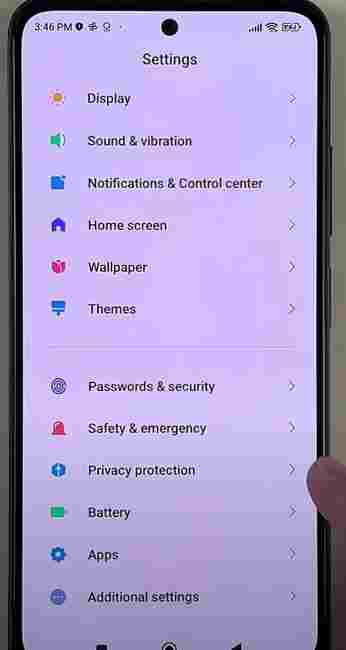 3:46 PM
Settings
Display
Sound & vibration
Notifications & Control center
Home screen
Wallpaper
Themes
Passwords & security
Safety & emergency
Privacy protection
Battery
Apps
Additional settings